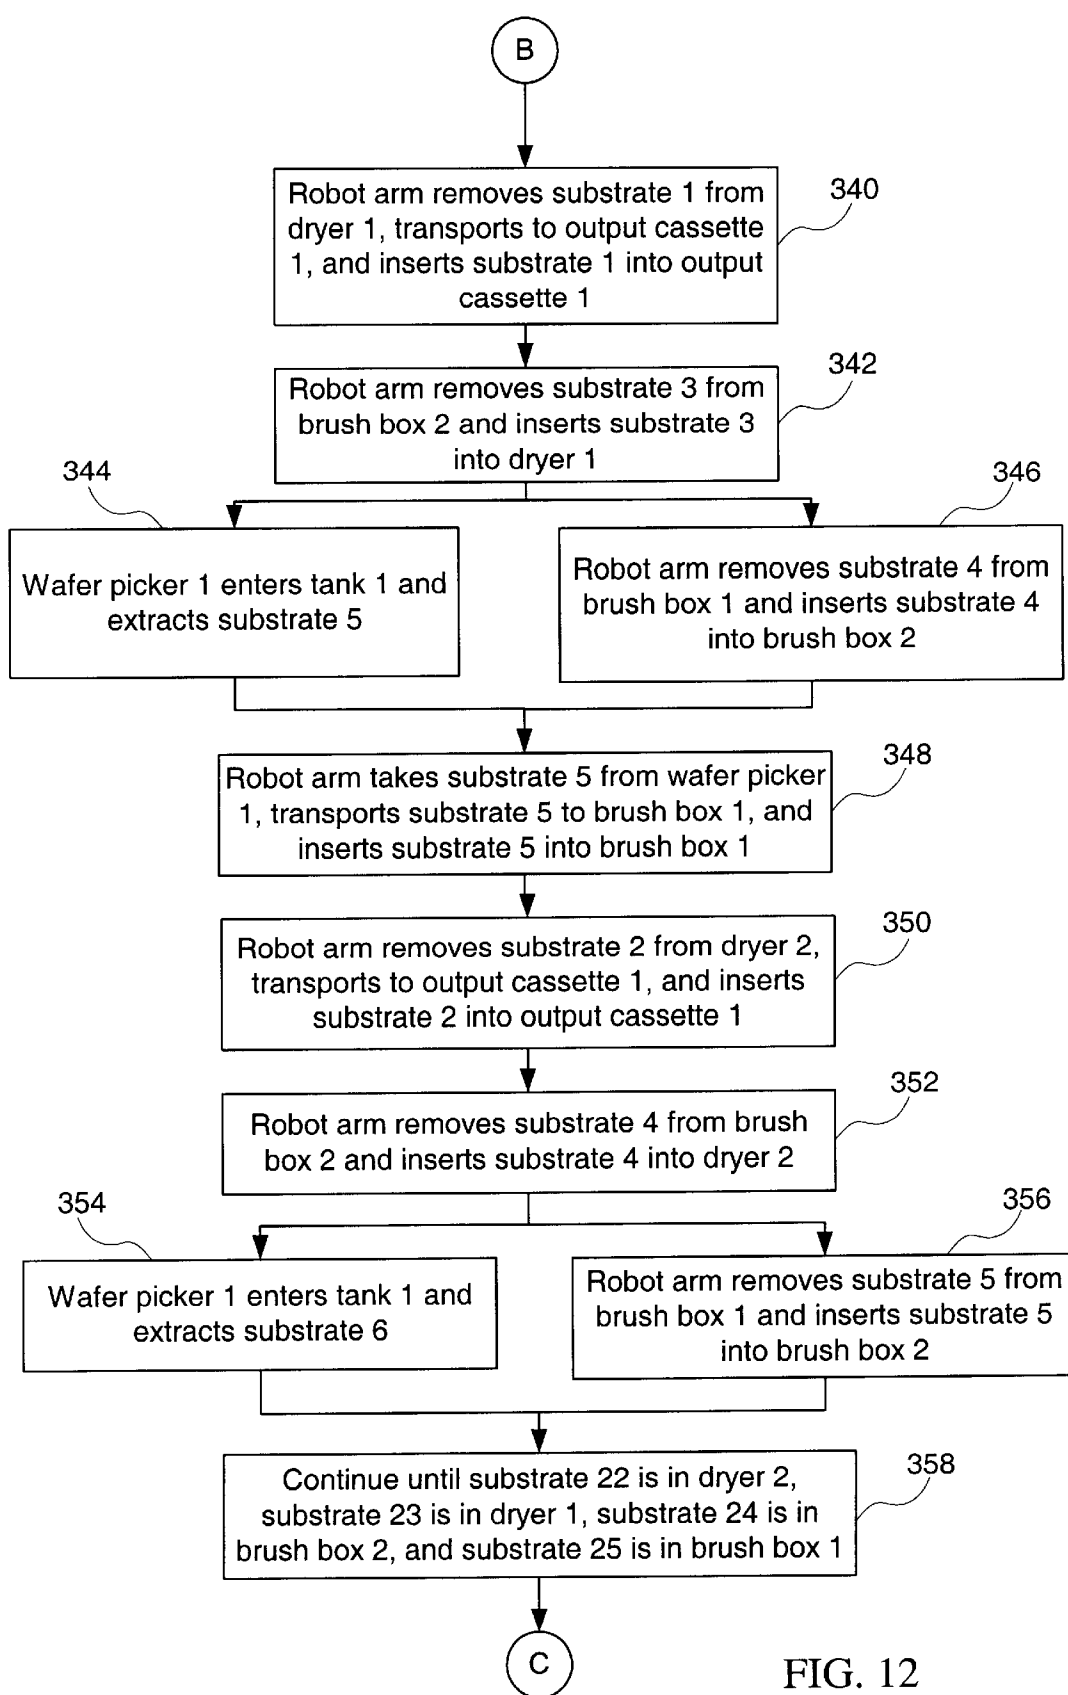 B
Robot arm removes substrate 1 from
dryer 1, transports to output cassette
1, and inserts substrate 1 into output
cassette 1
340
Robot arm removes substrate 3 from
brush box 2 and inserts substrate 3
into dryer 1
342
344
Wafer picker 1 enters tank 1 and
extracts substrate 5
346
Robot arm removes substrate 4 from
brush box 1 and inserts substrate 4
into brush box 2
348
Robot arm takes substrate 5 from wafer picker
1, transports substrate 5 to brush box 1, and
inserts substrate 5 into brush box 1
350
Robot arm removes substrate 2 from dryer 2,
transports to output cassette 1, and inserts
substrate 2 into output cassette 1
352
Robot arm removes substrate 4 from brush
box 2 and inserts substrate 4 into dryer 2
354
Wafer picker 1 enters tank 1 and
extracts substrate 6
356
Robot arm removes substrate 5 from
brush box 1 and inserts substrate 5
into brush box 2
358
Continue until substrate 22 is in dryer 2,
substrate 23 is in dryer 1, substrate 24 is in
brush box 2, and substrate 25 is in brush box 1
C
FIG. 12